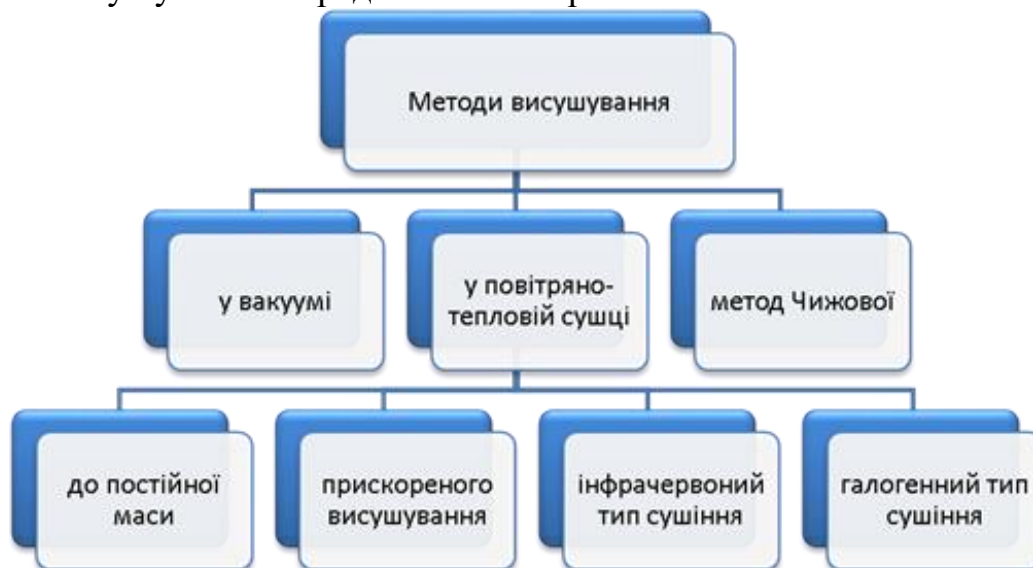 Методи висушування
у вакуумі
у повітряно-
тепловій сушці
метод Чижової
до постійної
маси
прискореного
висушування
інфрачервоний
тип сушіння
галогенний тип
сушіння